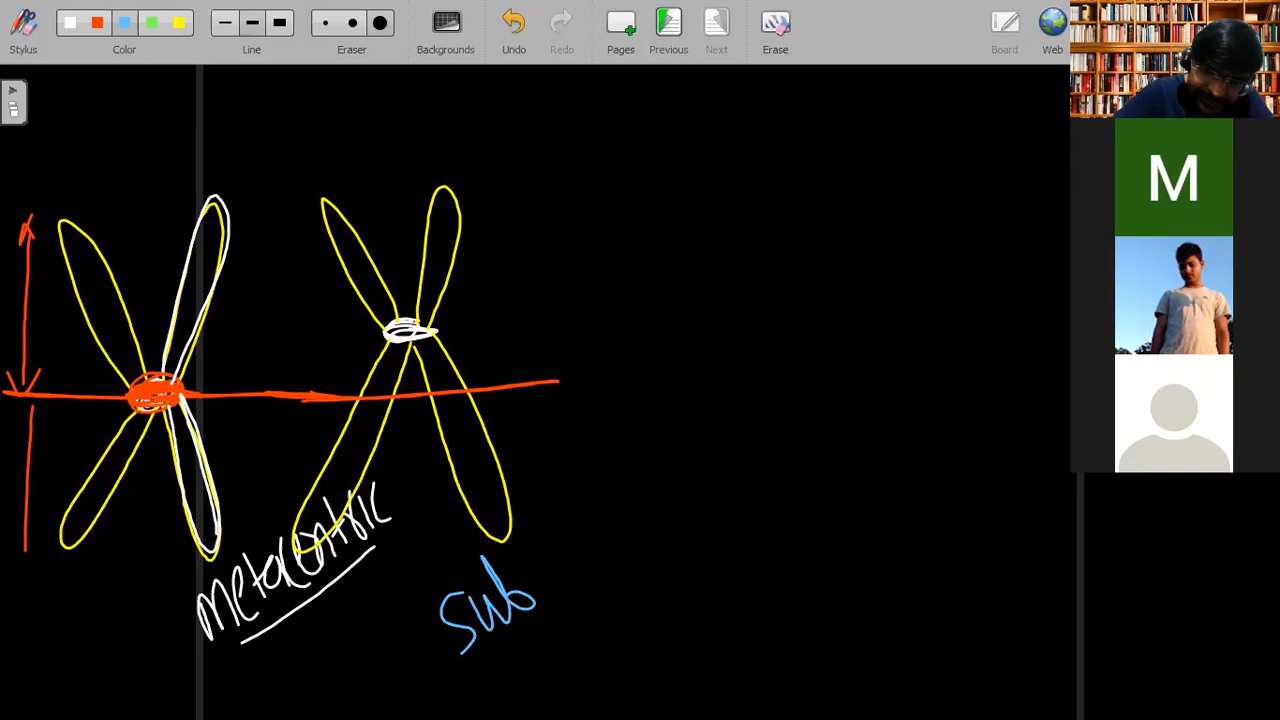 Stylus Color Line Eraser Backgrounds Undo Redo Pages Previous Next Erase Board Web
M
metacentric
Sub